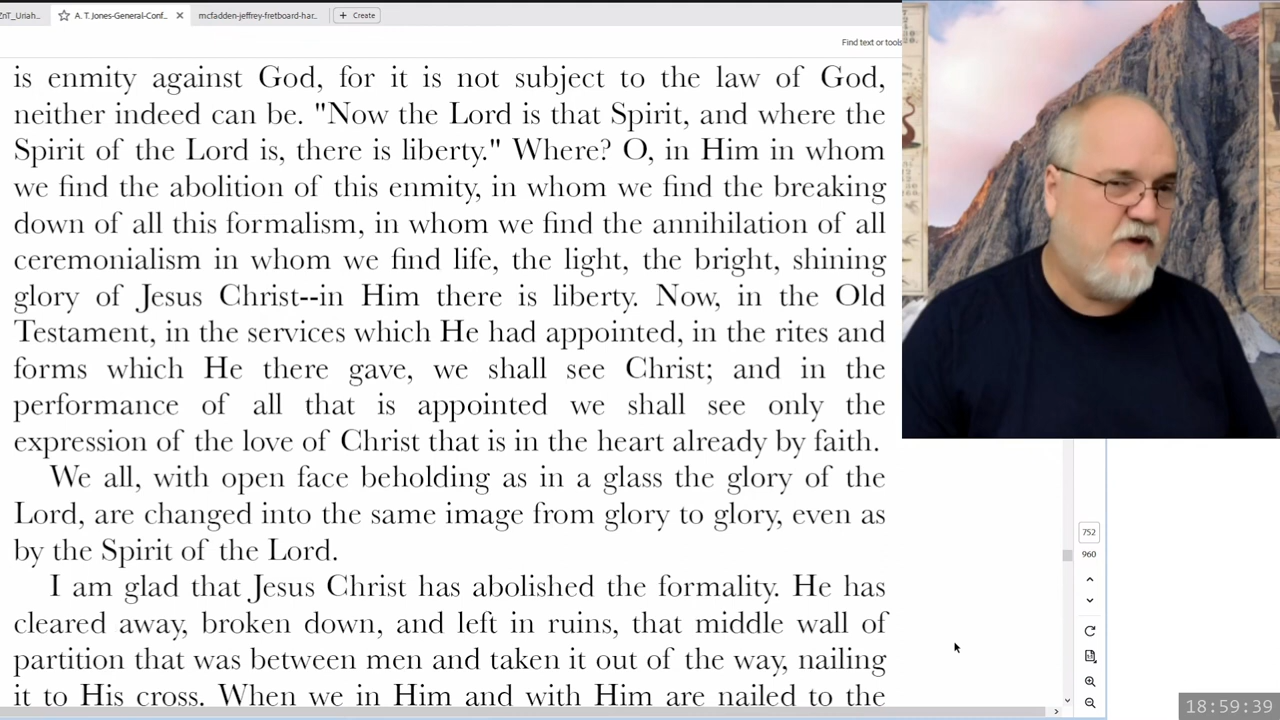 ZnT_Uriah...
A. T.Jones-General-Conf...
mcfadden-jeffrey-fretboard-har...
Create
Find text or tools
is enmity against God, for it is not subject to the law of God,
neither indeed can be. "Now the Lord is that Spirit, and where the
Spirit of the Lord is, there is liberty." Where? O, in Him in whom
we find the abolition of this enmity, in whom we find the breaking
down of all this formalism, in whom we find the annihilation of all
ceremonialism in whom we find life, the light, the bright, shining
glory of Jesus Christ--in Him there is liberty. Now, in the Old
Testament, in the services which He had appointed, in the rites and
forms which He there gave, we shall see Christ; and in the
performance of all that is appointed we shall see only the
expression of the love of Christ that is in the heart already by faith.
We all, with open face beholding as in a glass the glory of the
Lord, are changed into the same image from glory to glory, even as
by the Spirit of the Lord.
I am glad that Jesus Christ has abolished the formality. He has
cleared away, broken down, and left in ruins, that middle wall of
partition that was between men and taken it out of the way, nailing
it to His cross. When we in Him and with Him are nailed to the
752
960
18:59:39